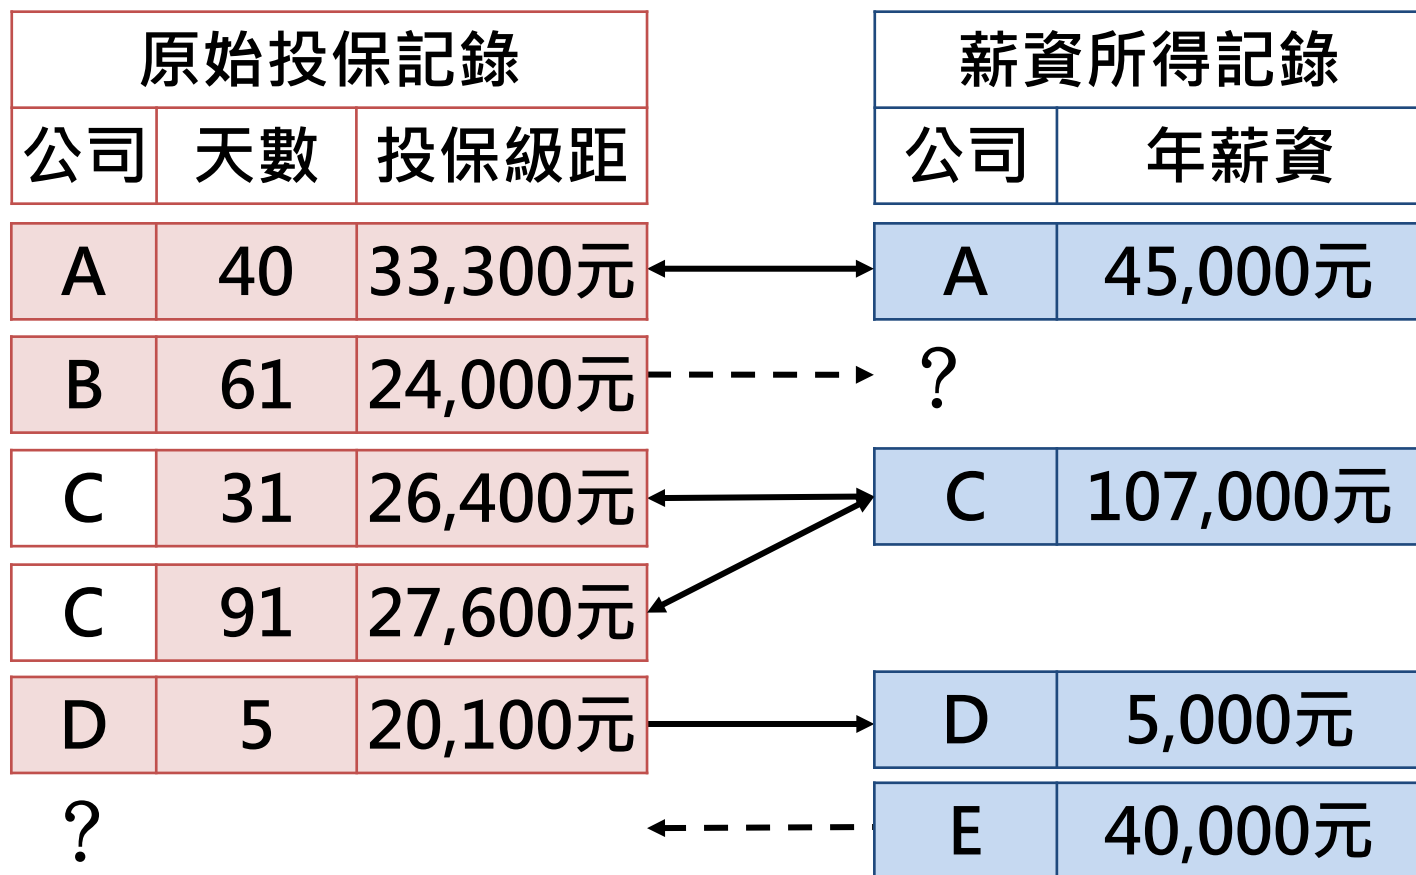 原始投保記錄 薪資所得記錄
公司 天數 投保級距 公司 年薪資
A 40 33,300元 A 45,000元
B 61 24,000元 ?
C 31 26,400元 C 107,000元
C 91 27,600元
D 5 20,100元 D 5,000元
? E 40,000元